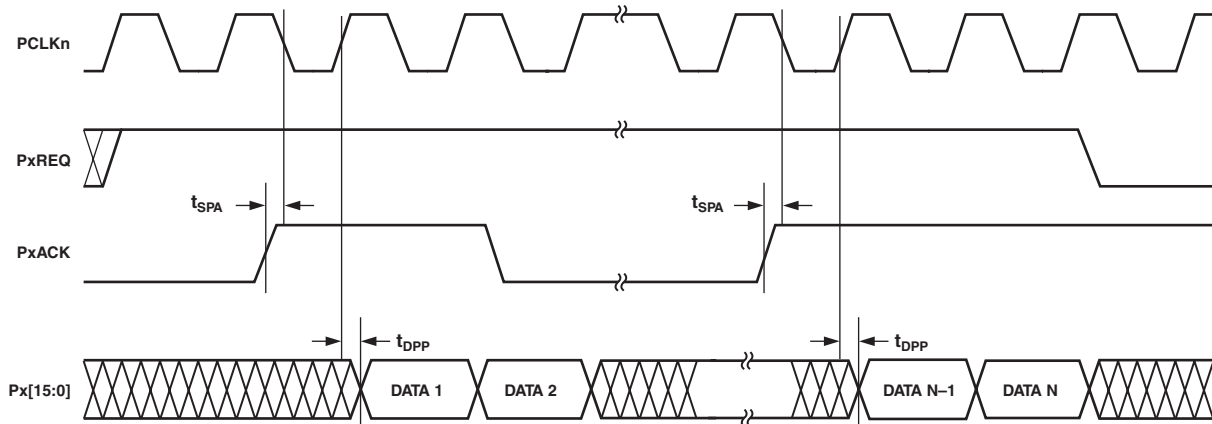 PCLKn
PxREQ
tSPA tSPA
PxACK
tDPP tDPP
Px[15:0] DATA 1 DATA 2 DATA N–1 DATA N